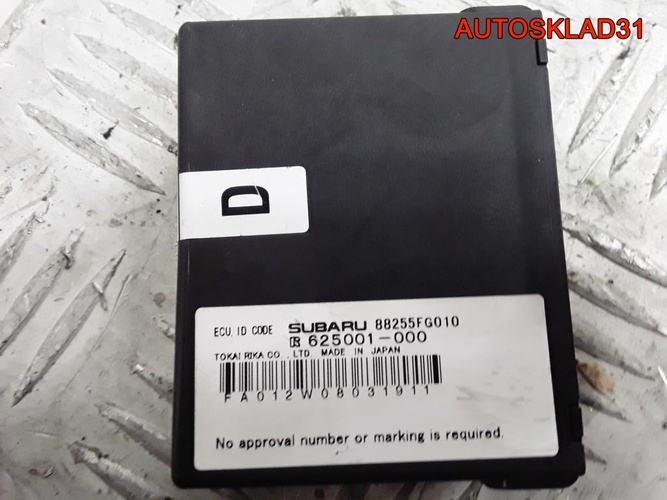 AUTOSKLAD31
D
ECU. ID CODE SUBARU 88255FG010
625001-000
TOKAI RIKA CO., LTD. MADE IN JAPAN
FA012W08031911
No approval number or marking is required.